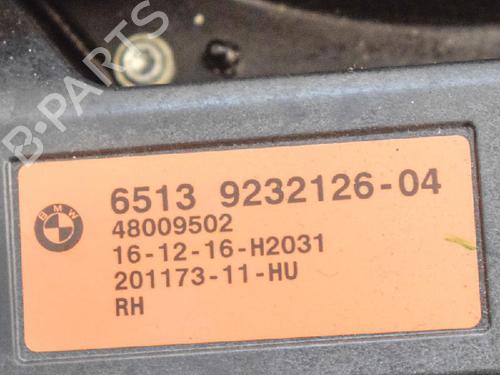 B-PARTS
BMW
6513 9232126-04
48009502
16-12-16-H2031
201173-11-HU
RH